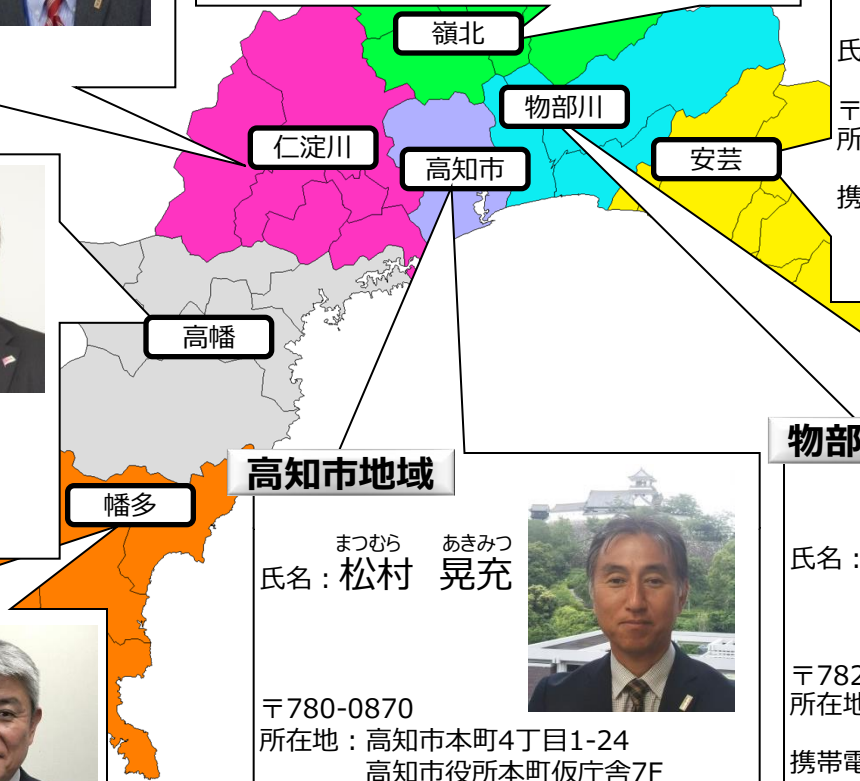 嶺北
物部川
仁淀川
高知市
安芸
氏
〒
所
携
高幡
幡多
高知市地域
まつむら あきみつ
氏名：松村 晃充
〒780-0870
所在地：高知市本町4丁目1-24
高知市役所本町仮庁舎7F
物部
氏名：
〒782
所在地
携帯電